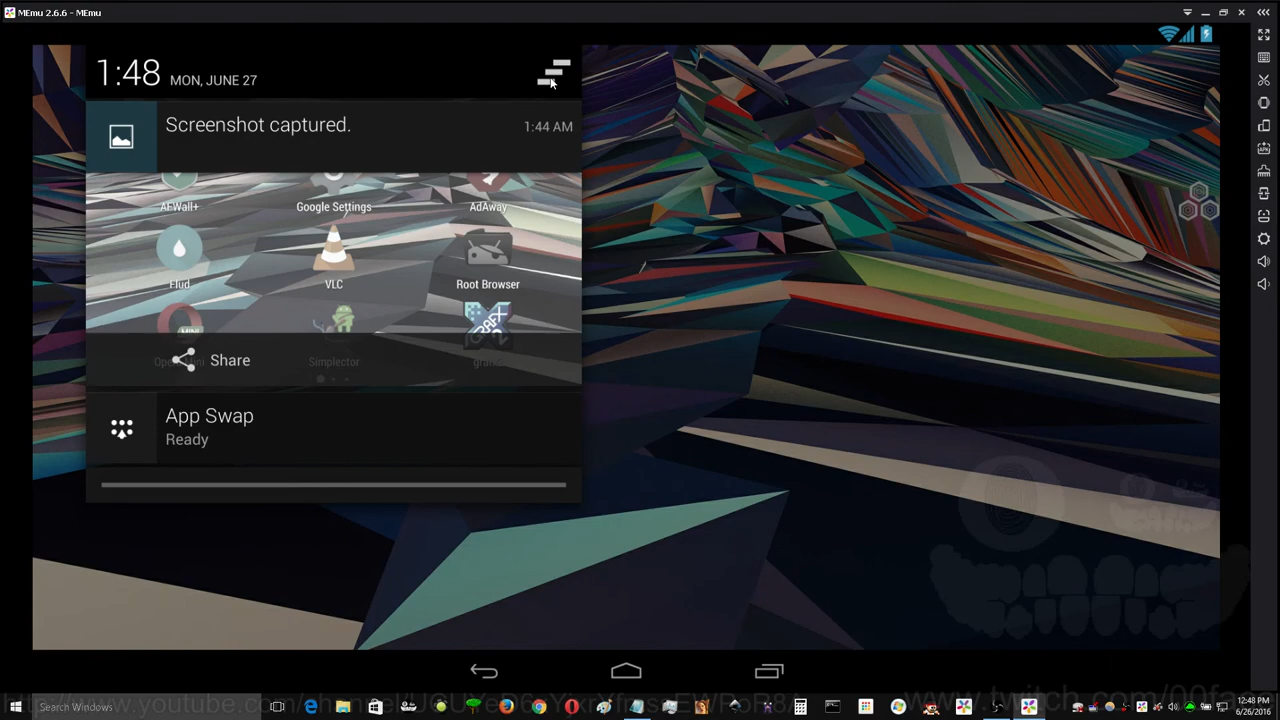 MEmu 2.6.6 - MEmu
1:48 MON, JUNE 27
Screenshot captured. 1:44 AM
AFWall+ Google Settings AdAway
Flud VLC Root Browser
Share
Simplector
App Swap
Ready
Search Windows
12:48 PM
6/26/2016